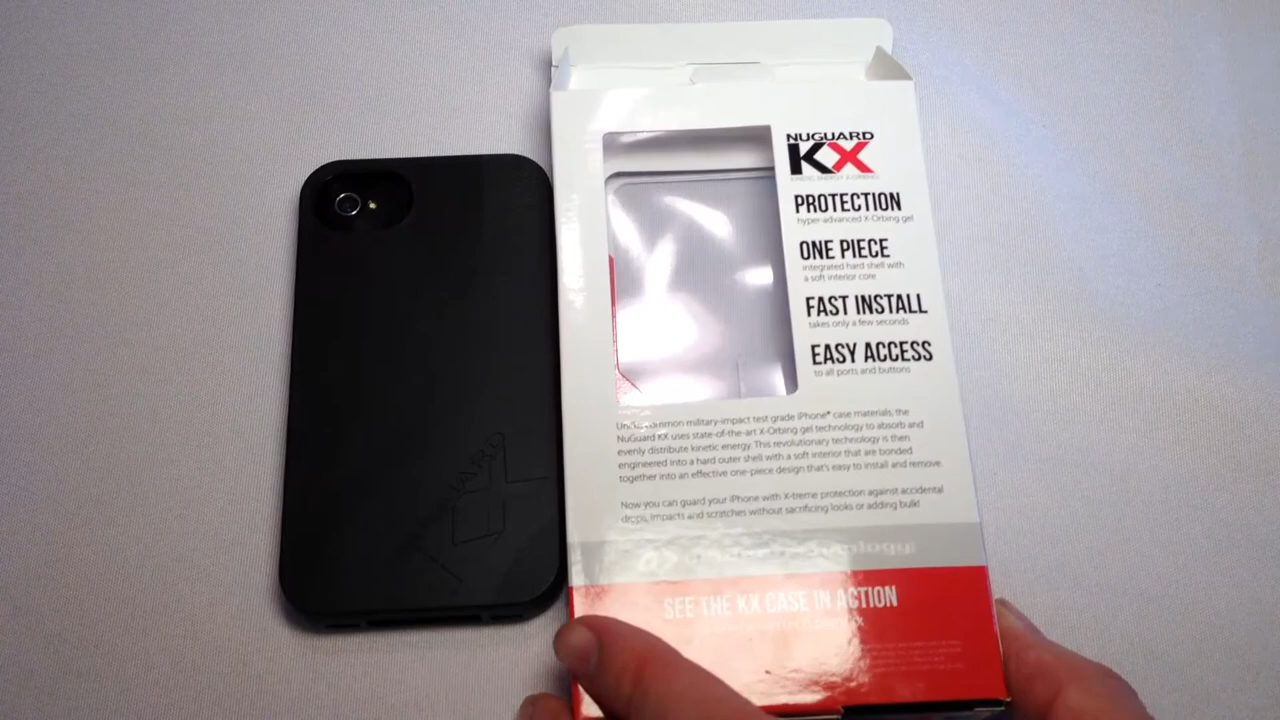 NUGUARD
KX
PROTECTION
hyper-advanced X-Orbing gel
ONE PIECE
integrated hard shell with
a soft interior core
FAST INSTALL
takes only a few seconds
EASY ACCESS
to all ports and buttons
common military-impact test grade iPhone® case materials, the
NuGuard KX uses state-of-the-art X-Orbing gel technology to absorb and
evenly distribute kinetic energy. This revolutionary technology is then
engineered into a hard outer shell with a soft interior that are bonded
together into an effective one-piece design that's easy to install and remove.
Now you can guard your iPhone with X-treme protection against accidental
drops, impacts and scratches without sacrificing looks or adding bulk!
SEE THE KX CASE IN ACTION